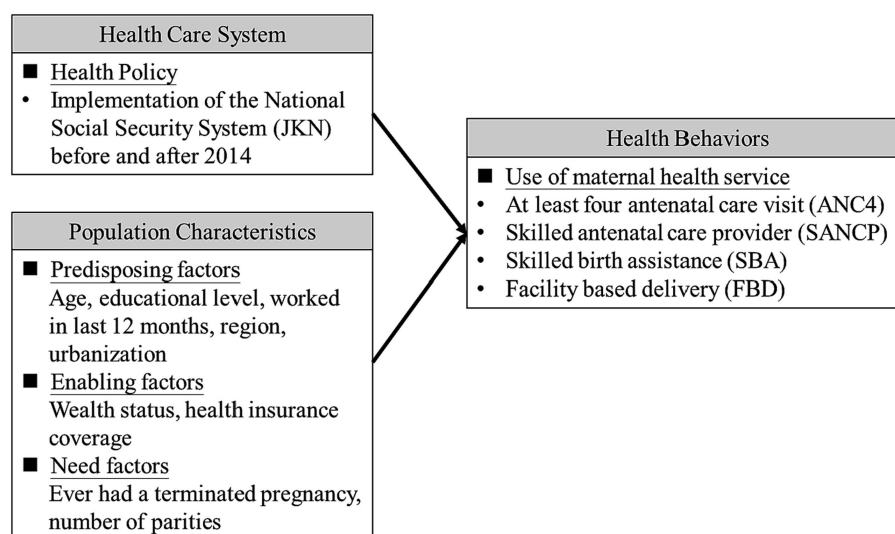 Health Care System
■ Health Policy
• Implementation of the National
Social Security System (JKN)
before and after 2014
Population Characteristics
■ Predisposing factors
Age, educational level, worked
in last 12 months, region,
urbanization
■ Enabling factors
Wealth status, health insurance
coverage
■ Need factors
Ever had a terminated pregnancy,
number of parities
Health Behaviors
■ Use of maternal health service
• At least four antenatal care visit (ANC4)
• Skilled antenatal care provider (SANCP)
• Skilled birth assistance (SBA)
• Facility based delivery (FBD)